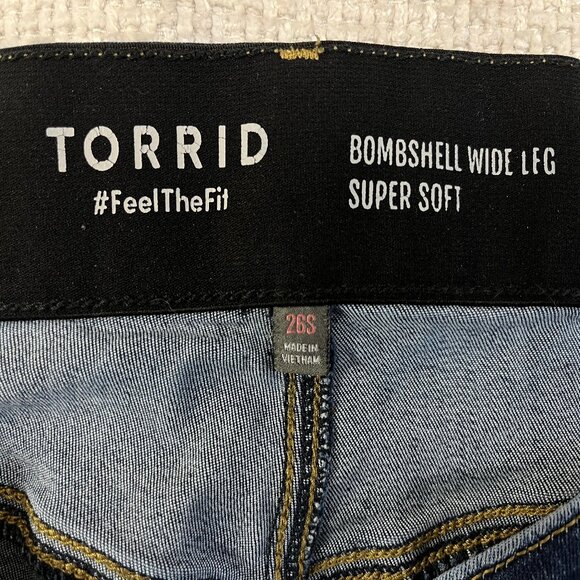 TORRID
#FeelTheFit
BOMBSHELL WIDE LEG
SUPER SOFT
26S
MADE IN
VIETNAM